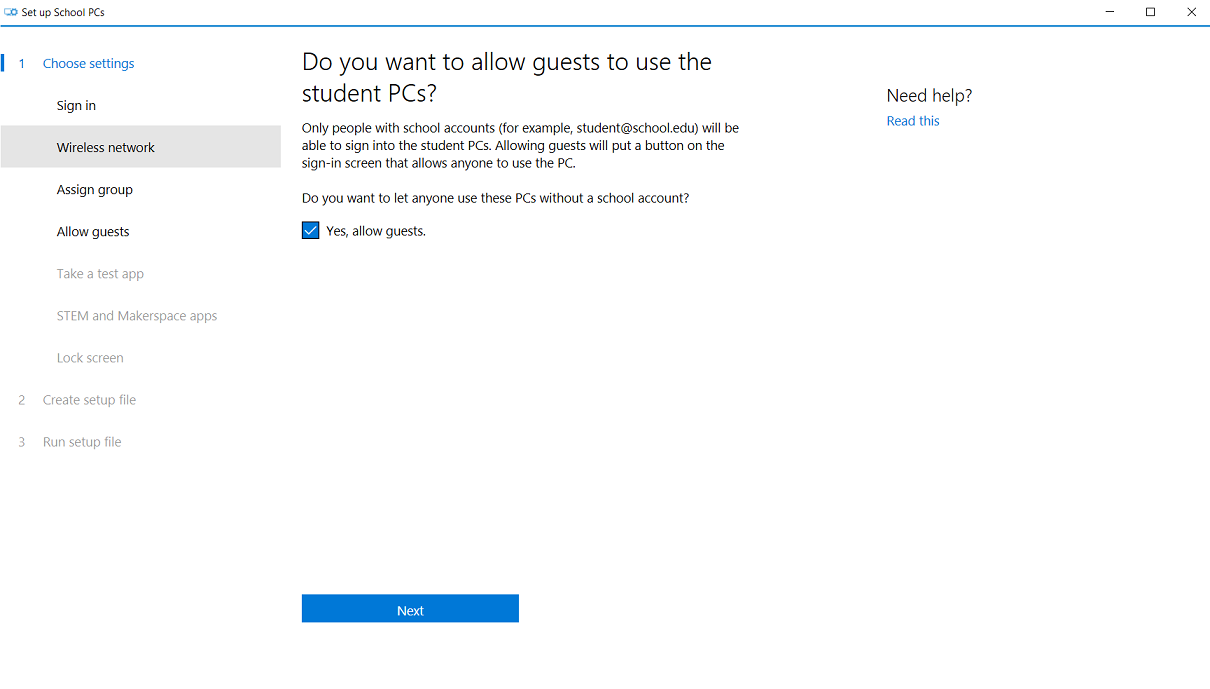 Set up School PCs
1 Choose settings
Sign in
Wireless network
Assign group
Allow guests
Take a test app
STEM and Makerspace apps
Lock screen
2 Create setup file
3 Run setup file
Do you want to allow guests to use the
student PCs?
Only people with school accounts (for example, student@school.edu) will be
able to sign into the student PCs. Allowing guests will put a button on the
sign-in screen that allows anyone to use the PC.
Do you want to let anyone use these PCs without a school account?
Yes, allow guests.
Next
Need help?
Read this